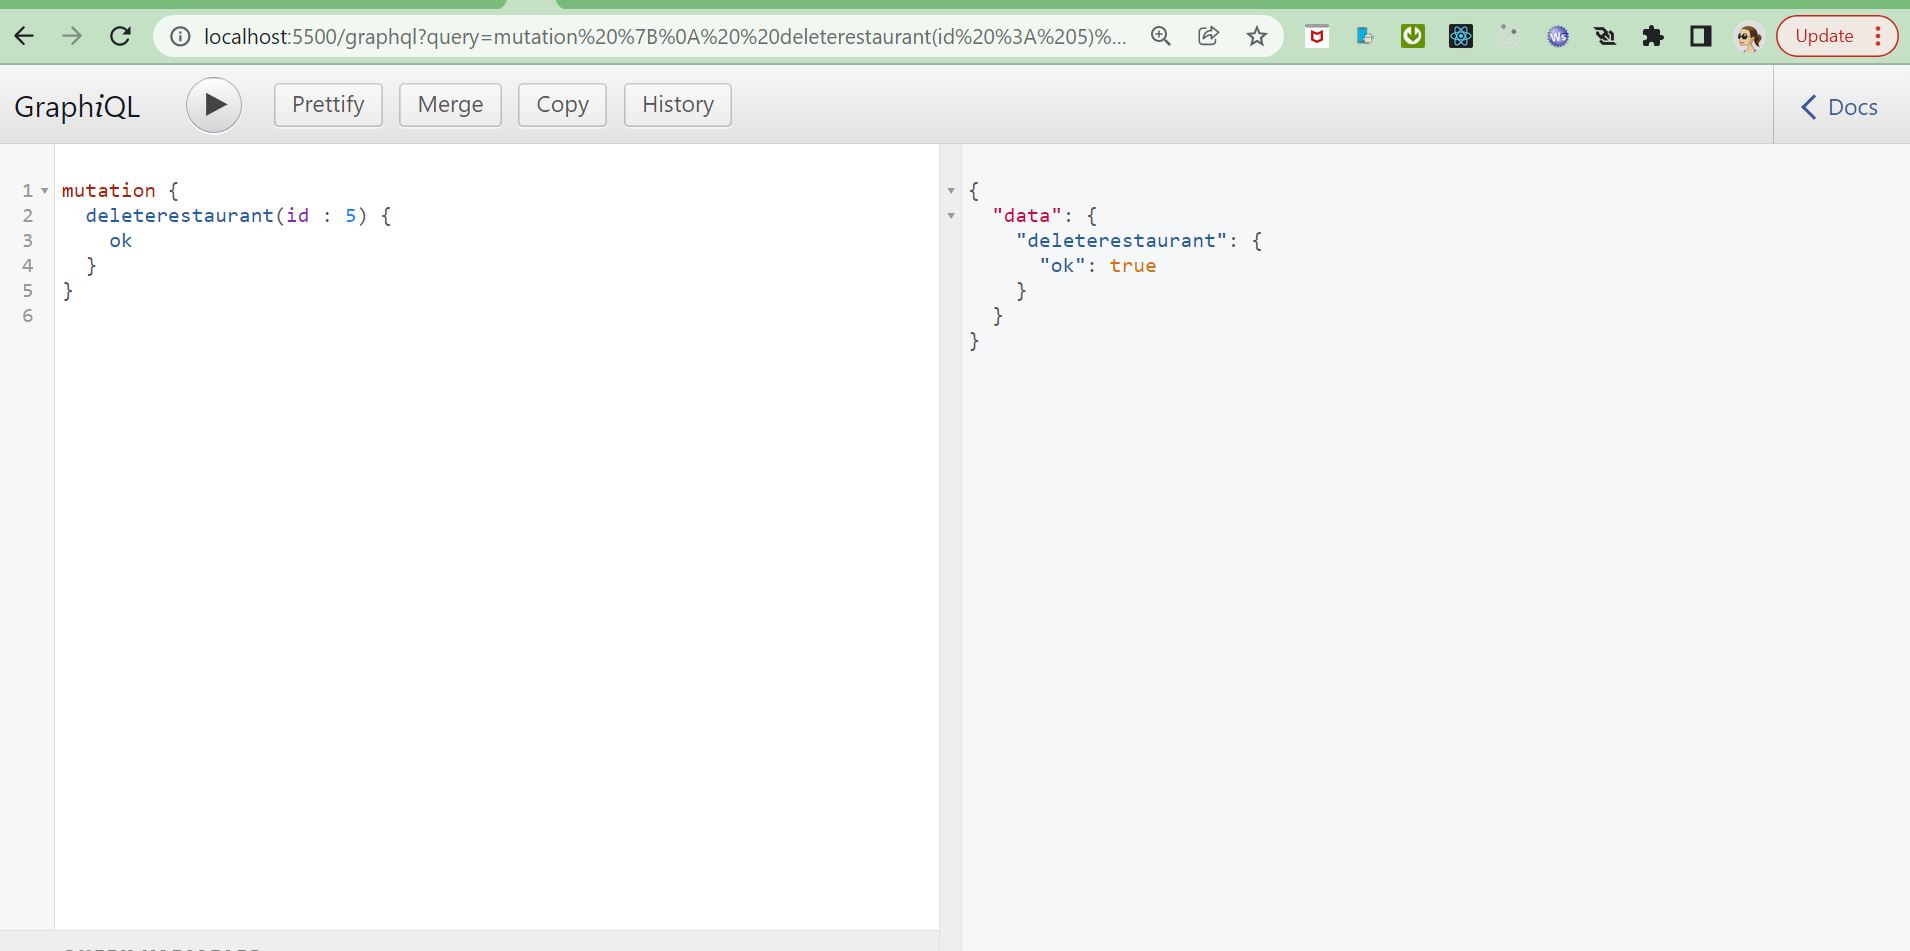 localhost:5500/graphql?query=mutation%20%7B%0A%20%20deleterestaurant(id%20%3A%205)%...
Ws
Update
GraphiQL
Prettify
Merge
Copy
History
Docs
1 mutation {
2   deleterestaurant(id : 5) {
3     ok
4   }
5 }
6
{
  "data": {
    "deleterestaurant": {
      "ok": true
    }
  }
}